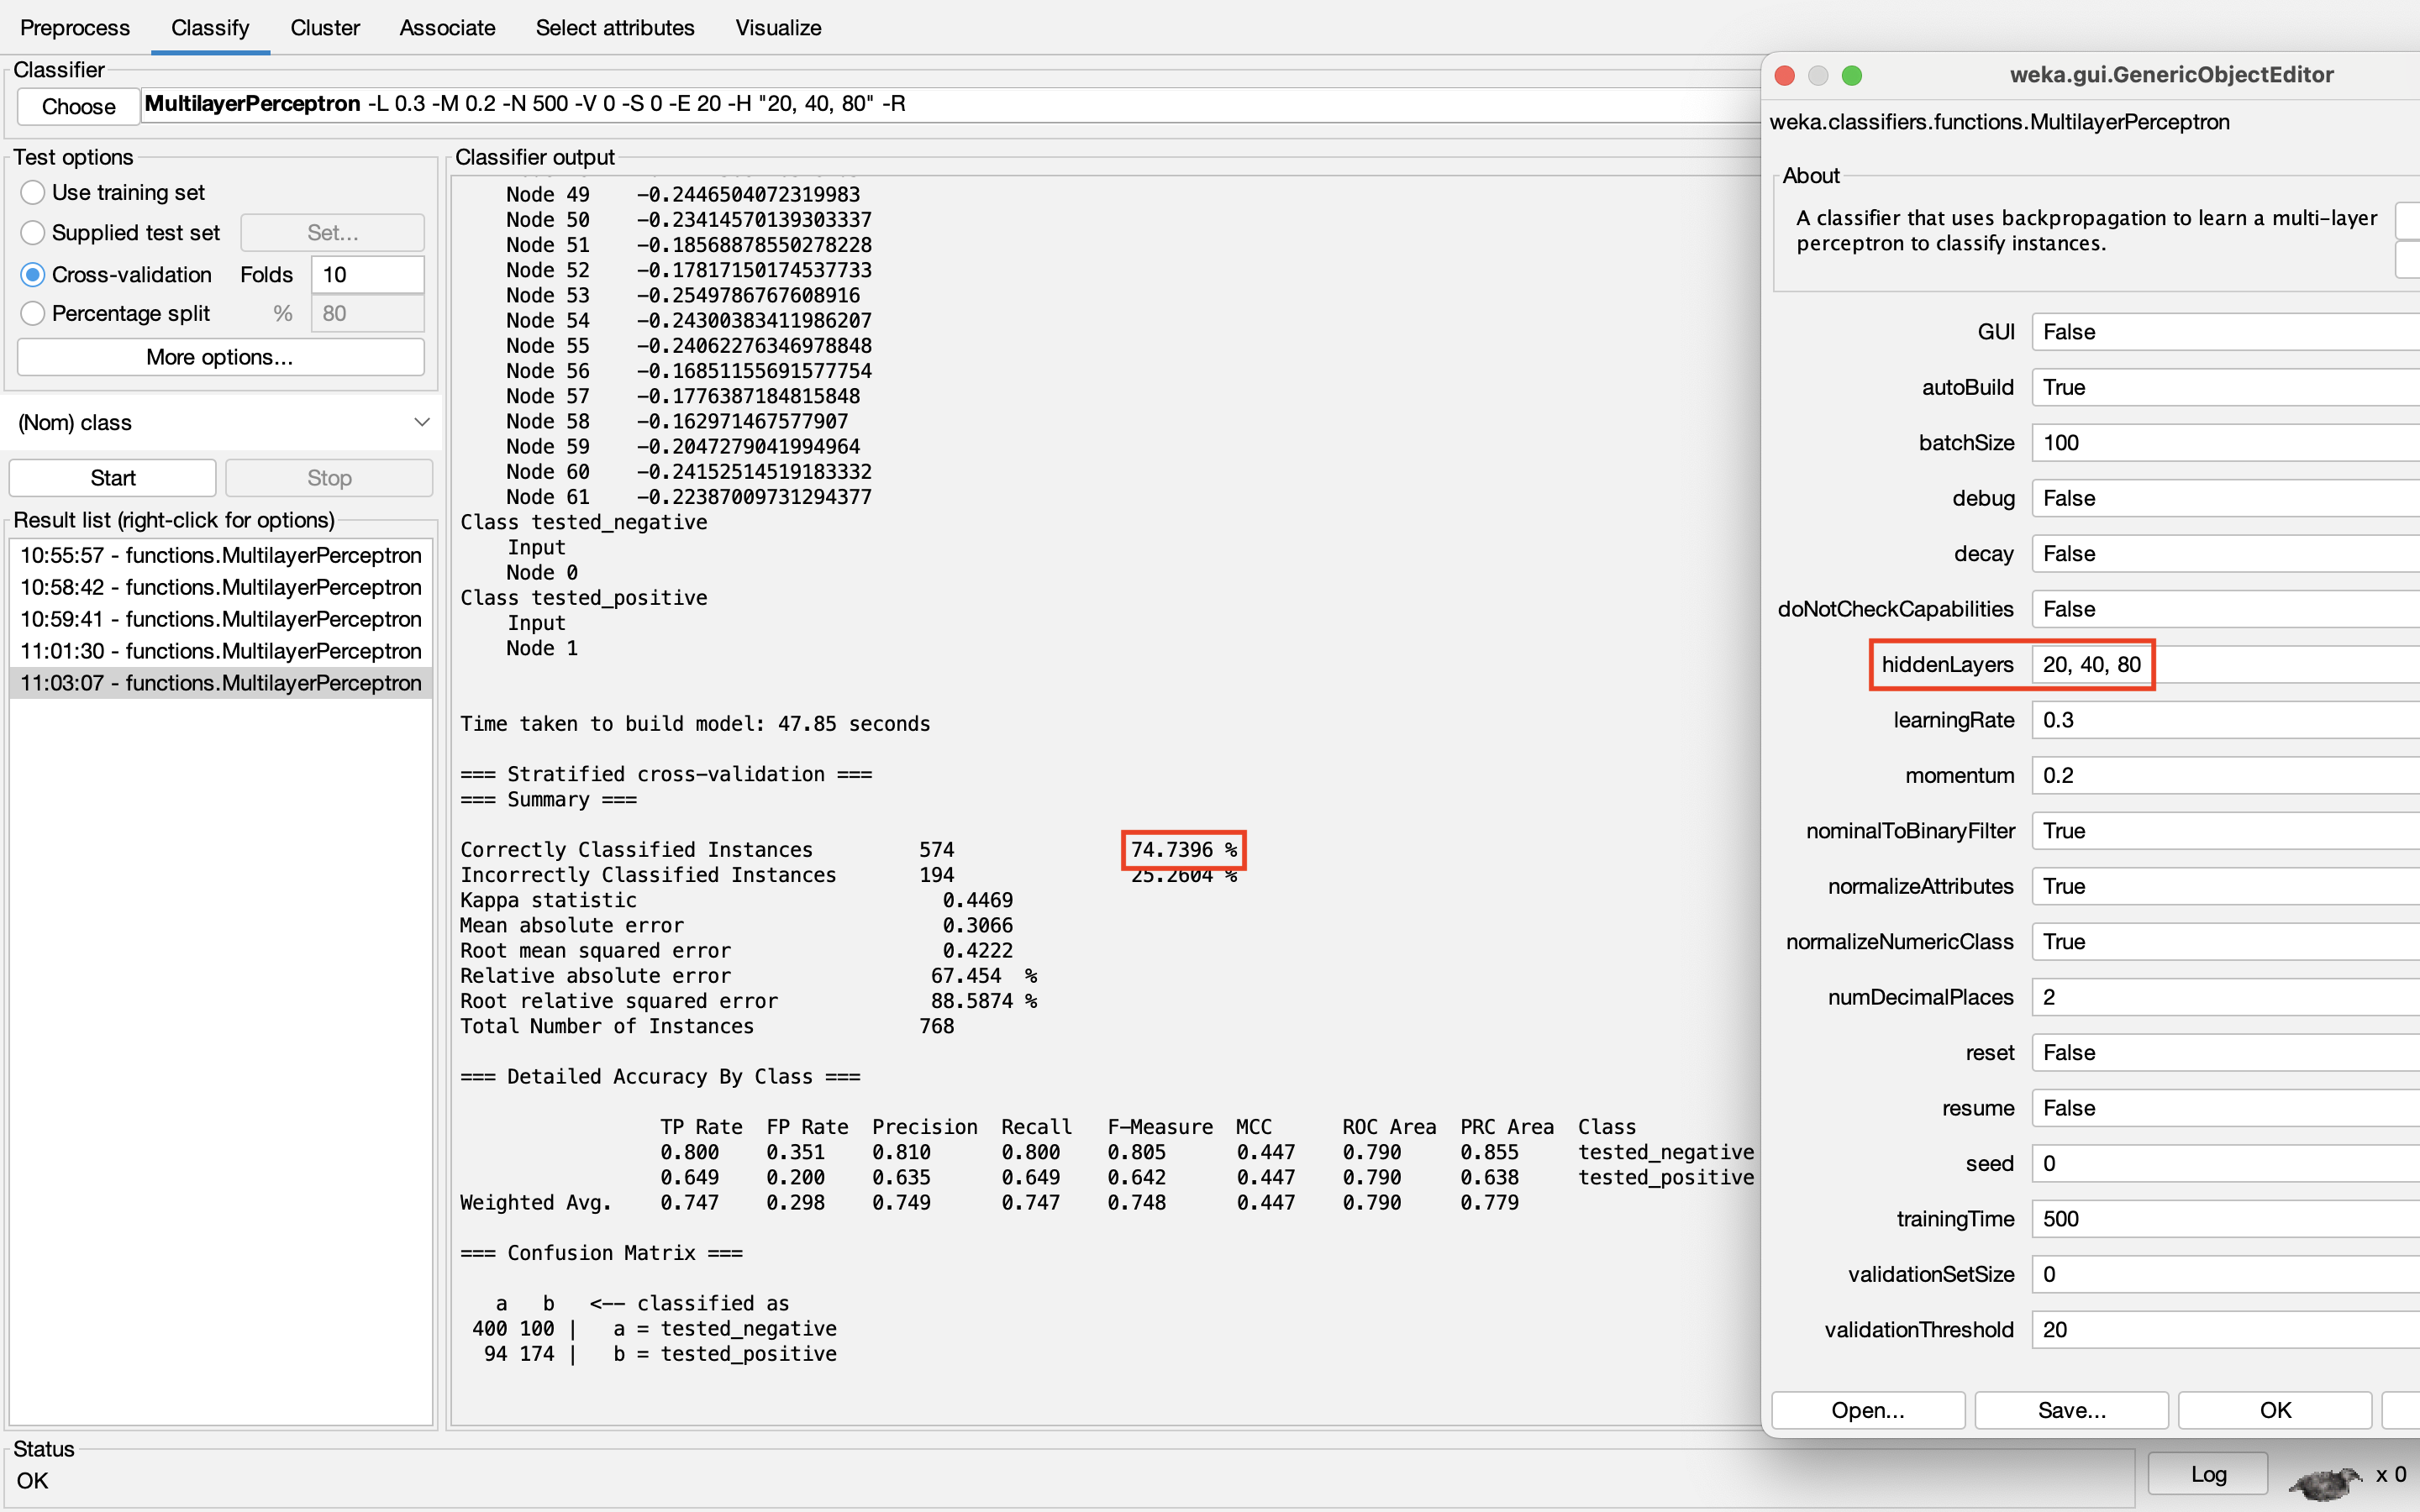 Preprocess Classify Cluster Associate Select attributes Visualize
Classifier
Choose MultilayerPerceptron -L 0.3 -M 0.2 -N 500 -V 0 -S 0 -E 20 -H "20, 40, 80" -R
Test options
Use training set
Supplied test set Set...
Cross-validation Folds 10
Percentage split % 80
More options...
(Nom) class
Start Stop
Result list (right-click for options)
10:55:57 - functions.MultilayerPerceptron
10:58:42 - functions.MultilayerPerceptron
10:59:41 - functions.MultilayerPerceptron
11:01:30 - functions.MultilayerPerceptron
11:03:07 - functions.MultilayerPerceptron
Classifier output
Node 49 -0.2446504072319983
Node 50 -0.23414570139303337
Node 51 -0.18568878550278228
Node 52 -0.17817150174537733
Node 53 -0.2549786767608916
Node 54 -0.24300383411986207
Node 55 -0.24062276346978848
Node 56 -0.16851155691577754
Node 57 -0.1776387184815848
Node 58 -0.162971467577907
Node 59 -0.2047279041994964
Node 60 -0.24152514519183332
Node 61 -0.22387009731294377
Class tested_negative
Input
Node 0
Class tested_positive
Input
Node 1
Time taken to build model: 47.85 seconds
=== Stratified cross-validation ===
=== Summary ===
Correctly Classified Instances 574 74.7396 %
Incorrectly Classified Instances 194 25.2604 %
Kappa statistic 0.4469
Mean absolute error 0.3066
Root mean squared error 0.4222
Relative absolute error 67.454 %
Root relative squared error 88.5874 %
Total Number of Instances 768
=== Detailed Accuracy By Class ===
TP Rate FP Rate Precision Recall F-Measure MCC ROC Area PRC Area Class
0.800 0.351 0.810 0.800 0.805 0.447 0.790 0.855 tested_negative
0.649 0.200 0.635 0.649 0.642 0.447 0.790 0.638 tested_positive
Weighted Avg. 0.747 0.298 0.749 0.747 0.748 0.447 0.790 0.779
=== Confusion Matrix ===
a b <-- classified as
400 100 | a = tested_negative
94 174 | b = tested_positive
weka.gui.GenericObjectEditor
weka.classifiers.functions.MultilayerPerceptron
About
A classifier that uses backpropagation to learn a multi-layer
perceptron to classify instances.
GUI False
autoBuild True
batchSize 100
debug False
decay False
doNotCheckCapabilities False
hiddenLayers 20, 40, 80
learningRate 0.3
momentum 0.2
nominalToBinaryFilter True
normalizeAttributes True
normalizeNumericClass True
numDecimalPlaces 2
reset False
resume False
seed 0
trainingTime 500
validationSetSize 0
validationThreshold 20
Open... Save... OK
Status
OK
Log x 0